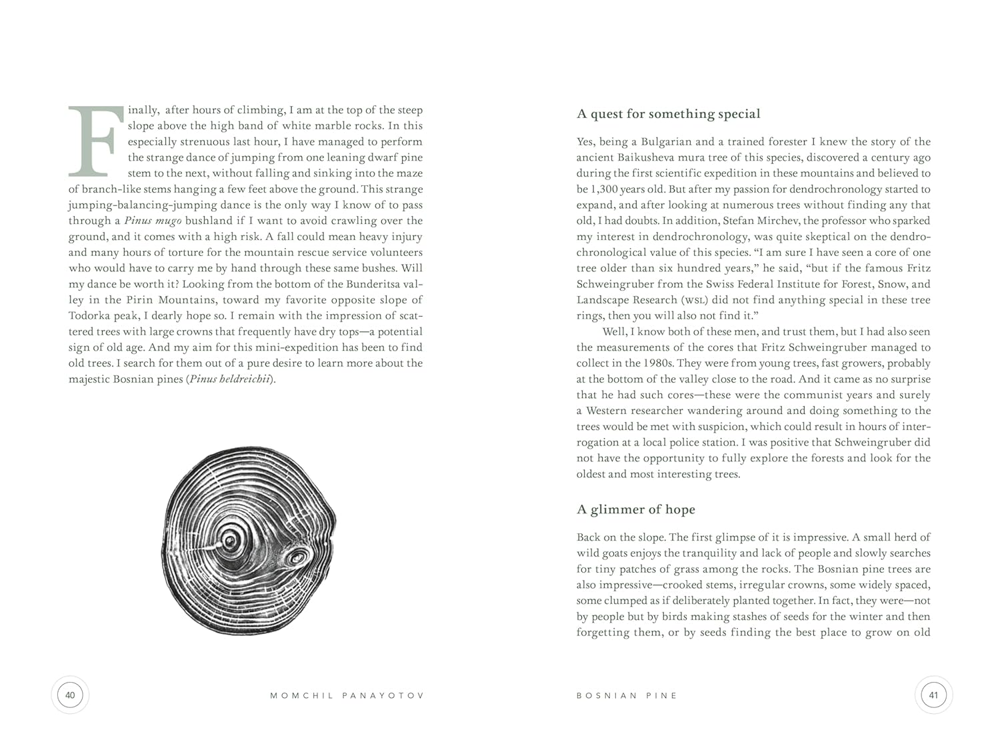 Finally, after hours of climbing, I am at the top of the steep
slope above the high band of white marble rocks. In this
especially strenuous last hour, I have managed to perform
the strange dance of jumping from one leaning dwarf pine
stem to the next, without falling and sinking into the maze
of branch-like stems hanging a few feet above the ground. This strange
jumping-balancing-jumping dance is the only way I know of to pass
through a Pinus mugo bushland if I want to avoid crawling over the
ground, and it comes with a high risk. A fall could mean heavy injury
and many hours of torture for the mountain rescue service volunteers
who would have to carry me by hand through these same bushes. Will
my dance be worth it? Looking from the bottom of the Bunderitsa val-
ley in the Pirin Mountains, toward my favorite opposite slope of
Todorka peak, I dearly hope so. I remain with the impression of scat-
tered trees with large crowns that frequently have dry tops—a potential
sign of old age. And my aim for this mini-expedition has been to find
old trees. I search for them out of a pure desire to learn more about the
majestic Bosnian pines (Pinus heldreichii).
40
MOMCHIL PANAYOTOV
A quest for something special
Yes, being a Bulgarian and a trained forester I knew the story of the
ancient Baikusheva mura tree of this species, discovered a century ago
during the first scientific expedition in these mountains and believed to
be 1,300 years old. But after my passion for dendrochronology started to
expand, and after looking at numerous trees without finding any that
old, I had doubts. In addition, Stefan Mirchev, the professor who sparked
my interest in dendrochronology, was quite skeptical on the dendro-
chronological value of this species. “I am sure I have seen a core of one
tree older than six hundred years,” he said, “but if the famous Fritz
Schweingruber from the Swiss Federal Institute for Forest, Snow, and
Landscape Research (WSL) did not find anything special in these tree
rings, then you will also not find it.”
Well, I know both of these men, and trust them, but I had also seen
the measurements of the cores that Fritz Schweingruber managed to
collect in the 1980s. They were from young trees, fast growers, probably
at the bottom of the valley close to the road. And it came as no surprise
that he had such cores—these were the communist years and surely
a Western researcher wandering around and doing something to the
trees would be met with suspicion, which could result in hours of inter-
rogation at a local police station. I was positive that Schweingruber did
not have the opportunity to fully explore the forests and look for the
oldest and most interesting trees.
A glimmer of hope
Back on the slope. The first glimpse of it is impressive. A small herd of
wild goats enjoys the tranquility and lack of people and slowly searches
for tiny patches of grass among the rocks. The Bosnian pine trees are
also impressive—crooked stems, irregular crowns, some widely spaced,
some clumped as if deliberately planted together. In fact, they were—not
by people but by birds making stashes of seeds for the winter and then
forgetting them, or by seeds finding the best place to grow on old
BOSNIAN PINE
41